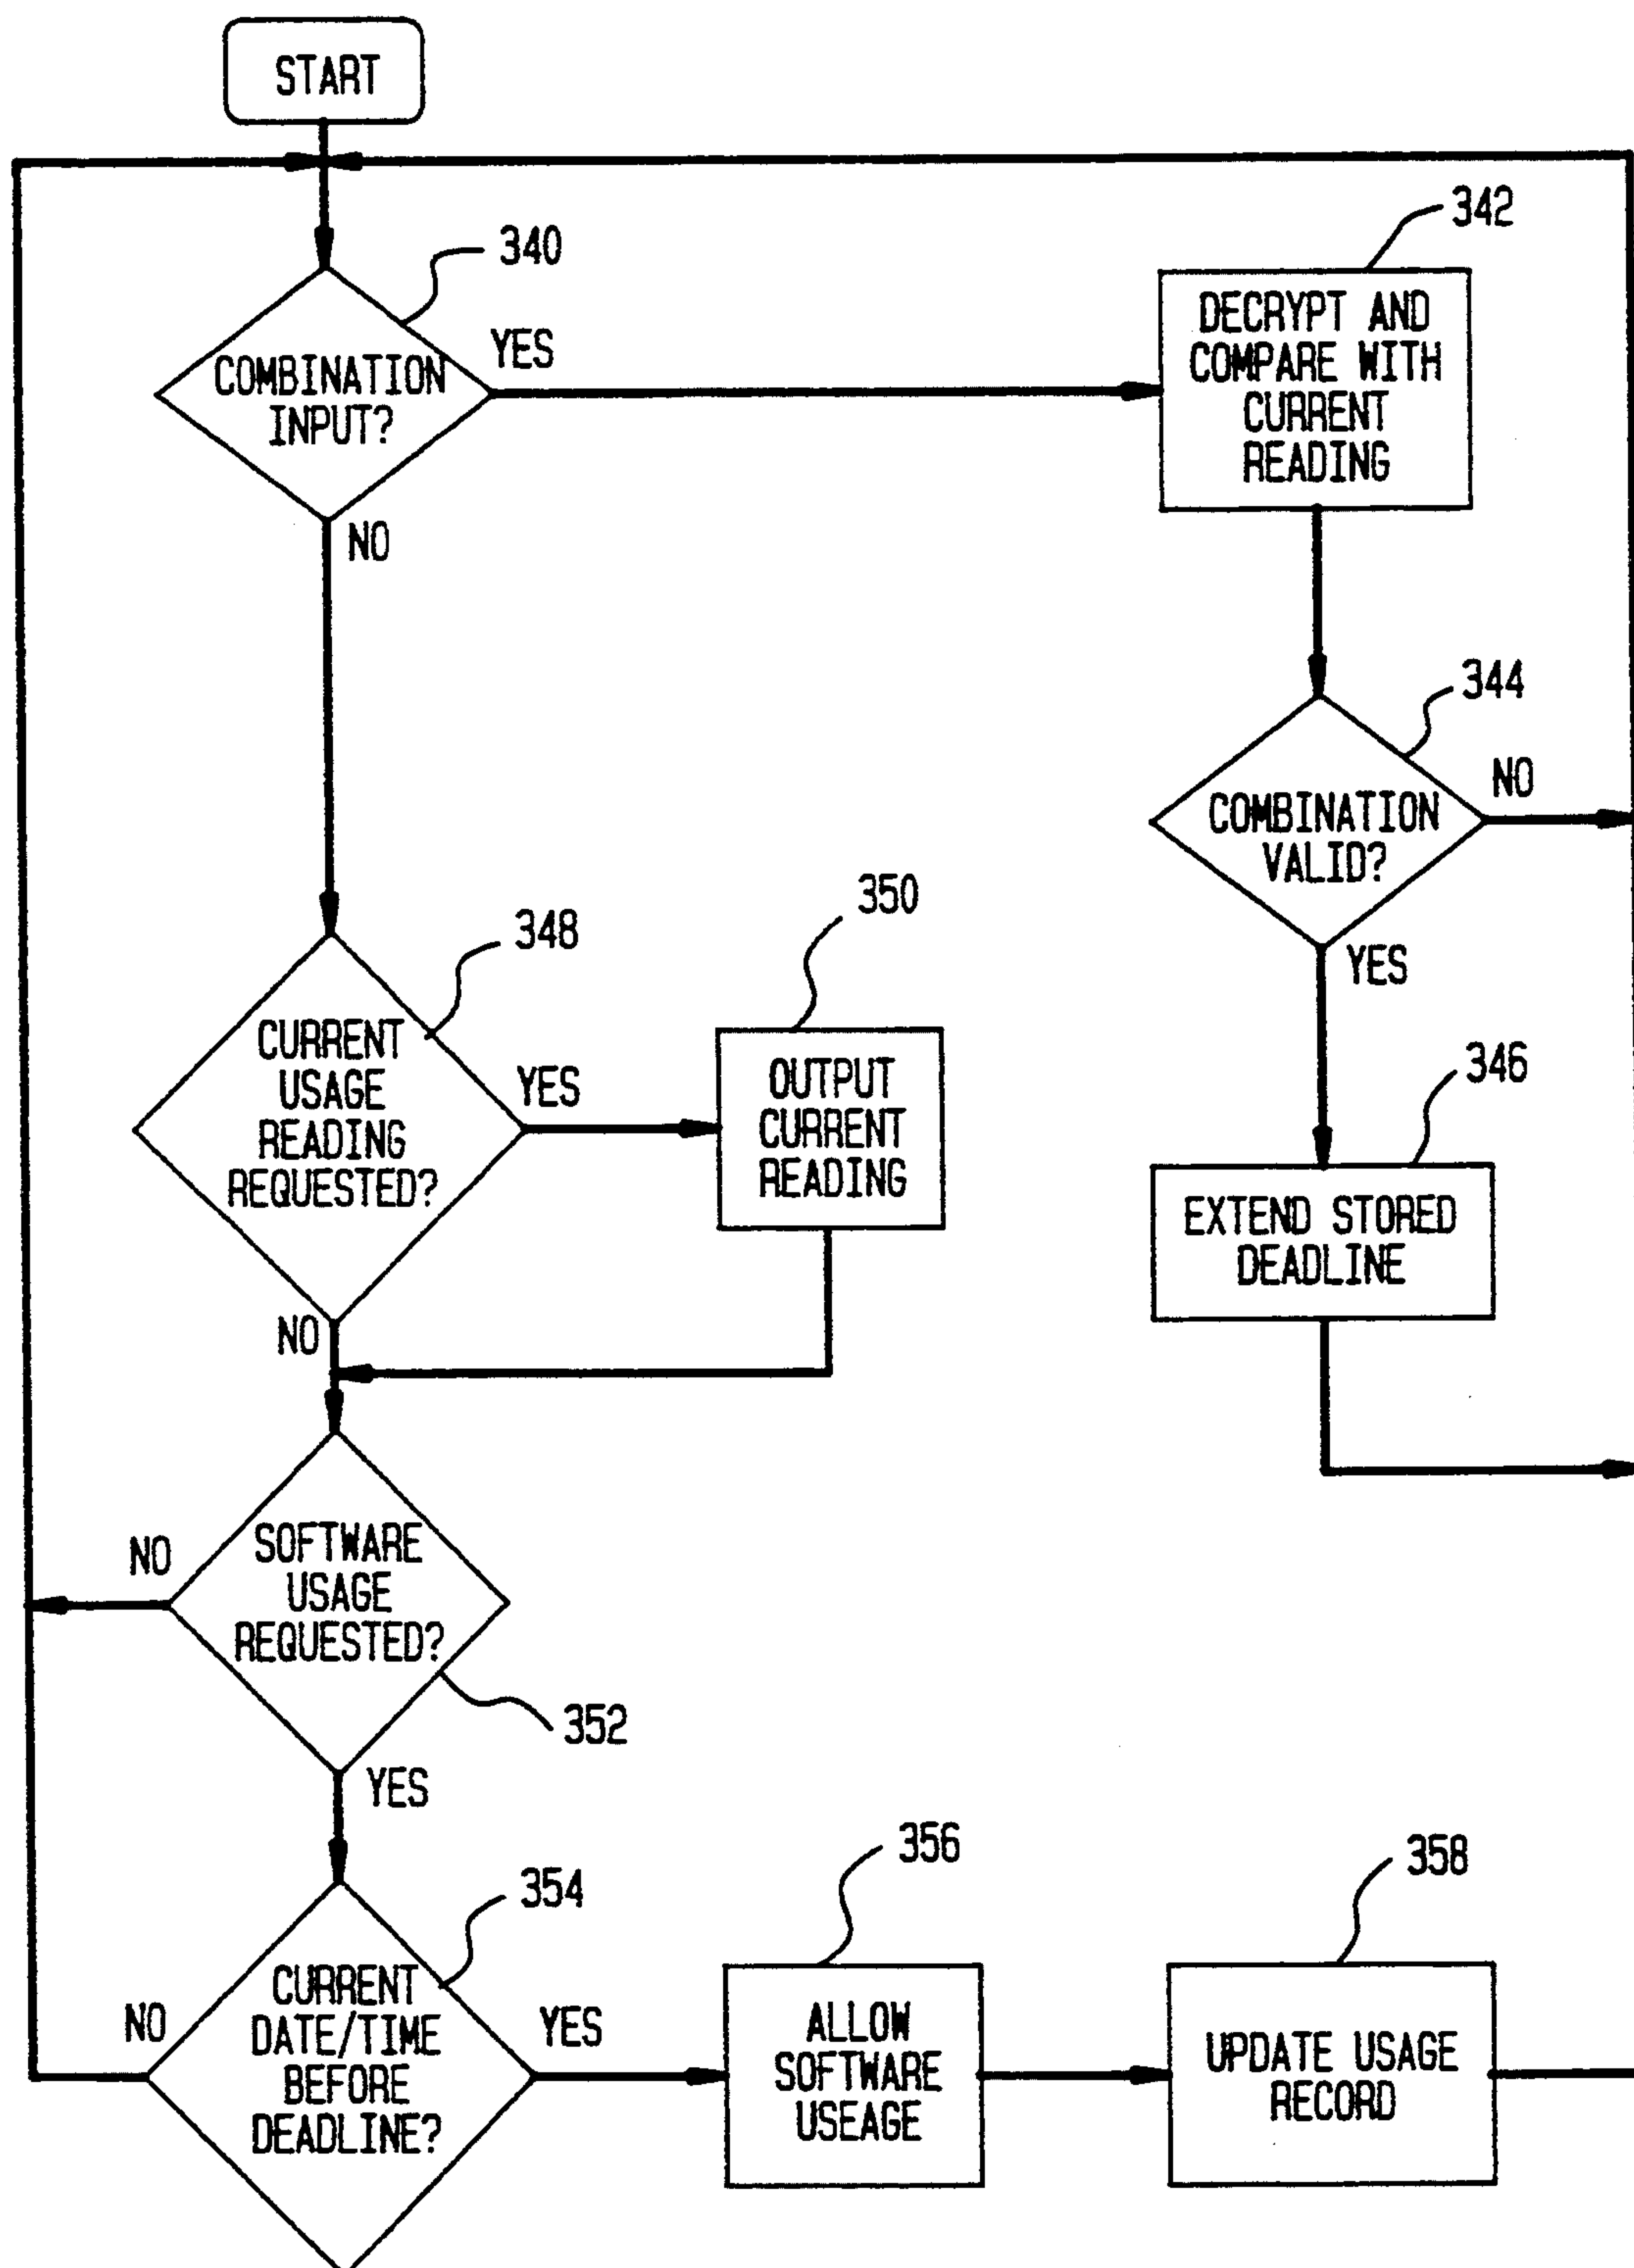 START
340
342
COMBINATION
INPUT?
YES
NO
DECRYPT AND
COMPARE WITH
CURRENT
READING
344
COMBINATION
VALID?
NO
YES
348
350
CURRENT
USAGE
READING
REQUESTED?
YES
NO
OUTPUT
CURRENT
READING
346
EXTEND STORED
DEADLINE
SOFTWARE
USAGE
REQUESTED?
NO
352
YES
354
356
358
CURRENT
DATE/TIME
BEFORE
DEADLINE?
NO
YES
ALLOW
SOFTWARE
USEAGE
UPDATE USAGE
RECORD